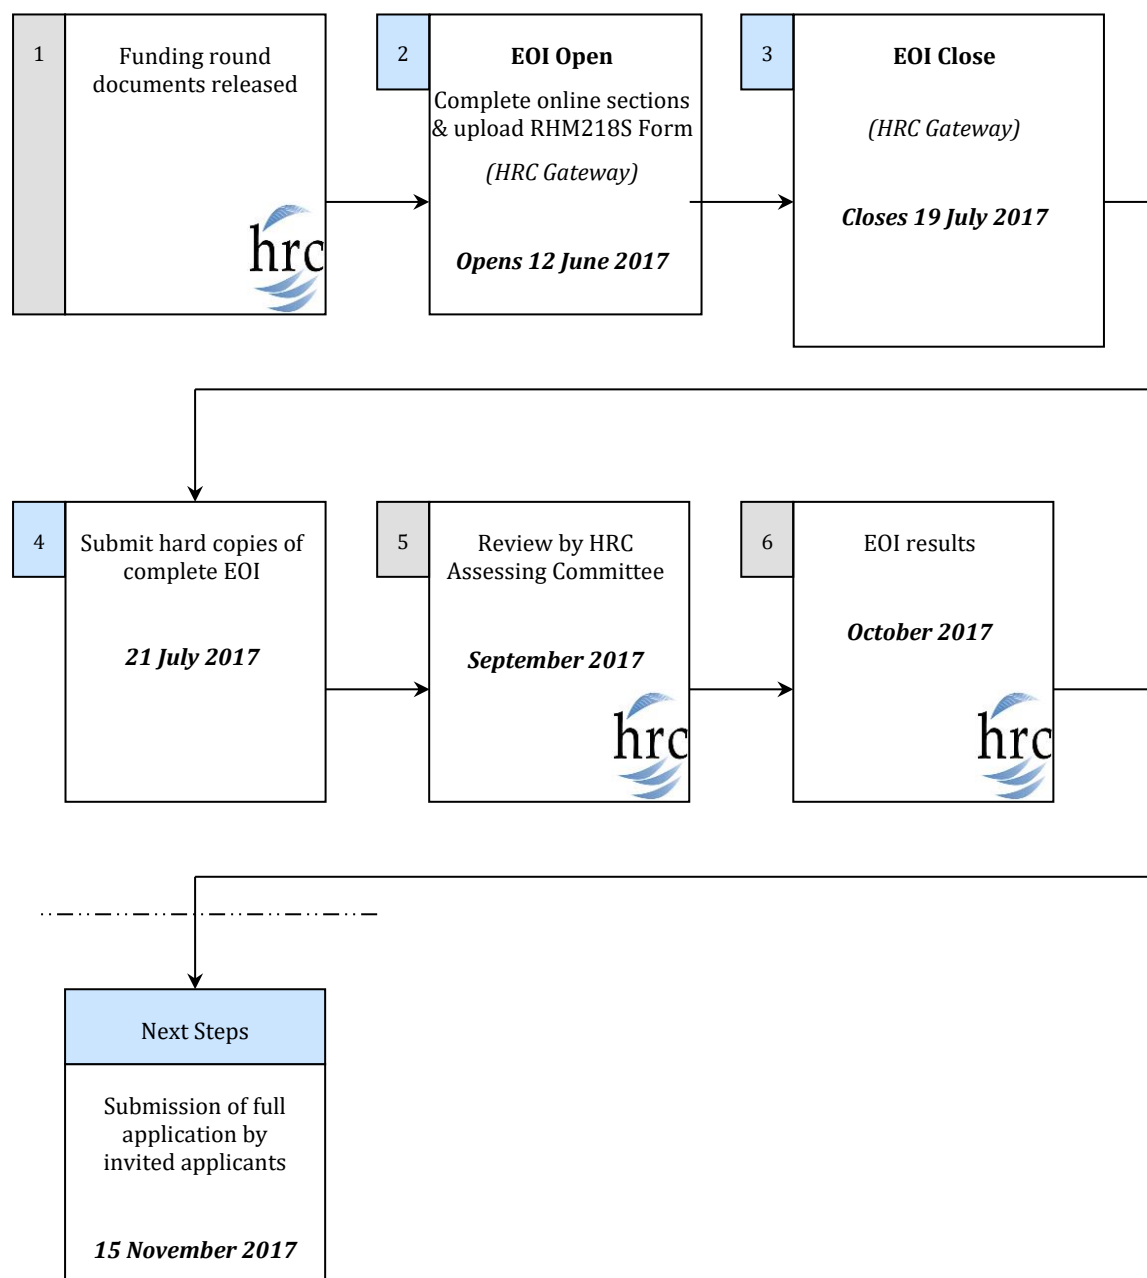 1
Funding round
documents released
hrc
2
EOI Open
Complete online sections
& upload RHM218S Form
(HRC Gateway)
Opens 12 June 2017
3
EOI Close
(HRC Gateway)
Closes 19 July 2017
4
Submit hard copies of
complete EOI
21 July 2017
5
Review by HRC
Assessing Committee
September 2017
hrc
6
EOI results
October 2017
hrc
Next Steps
Submission of full
application by
invited applicants
15 November 2017